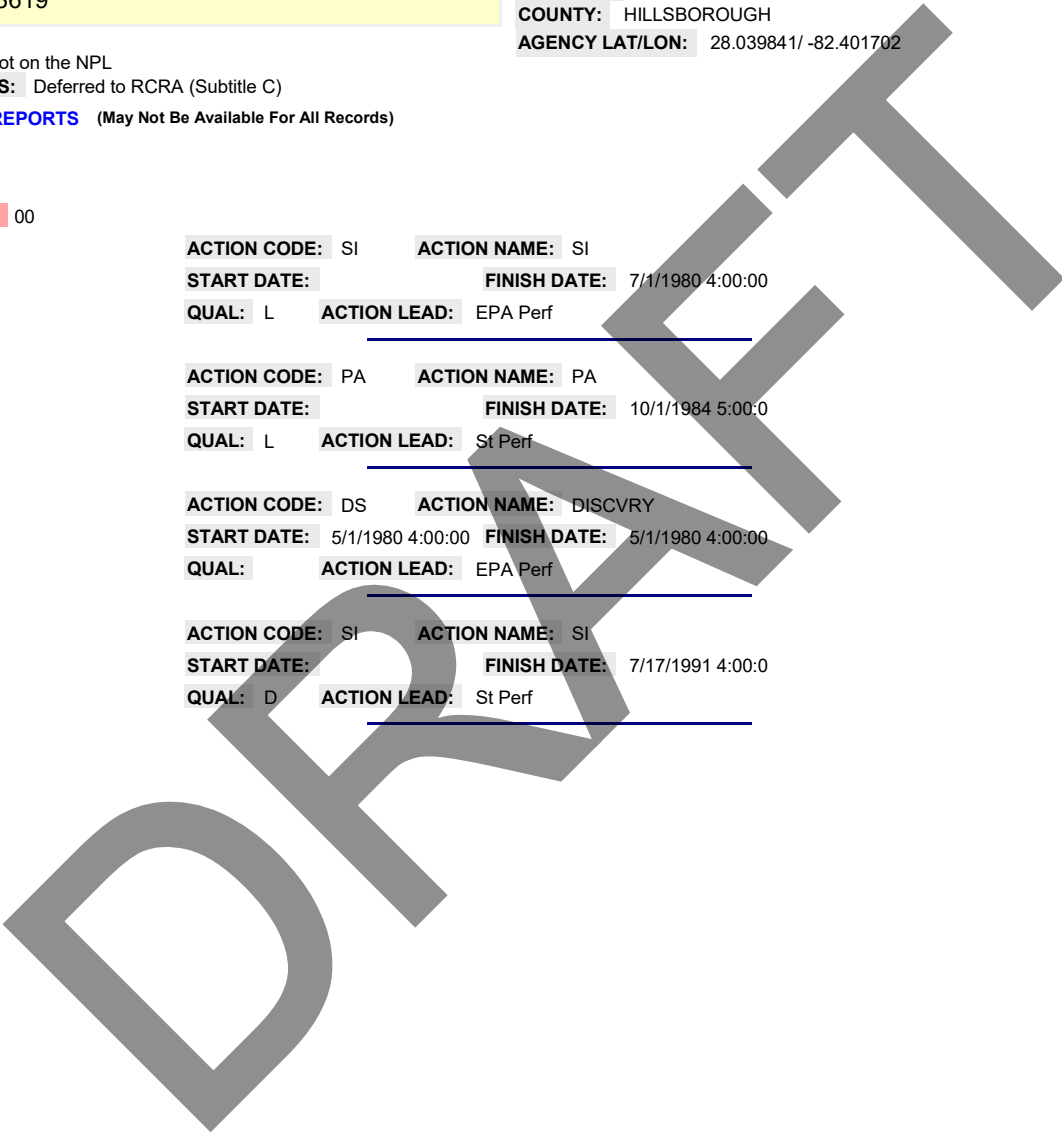 COUNTY: HILLSBOROUGH
AGENCY LAT/LON: 28.039841/ -82.401702
ot on the NPL
S: Deferred to RCRA (Subtitle C)
EPORTS (May Not Be Available For All Records)
00
ACTION CODE: SI ACTION NAME: SI
START DATE: FINISH DATE: 7/1/1980 4:00:00
QUAL: L ACTION LEAD: EPA Perf
ACTION CODE: PA ACTION NAME: PA
START DATE: FINISH DATE: 10/1/1984 5:00:0
QUAL: L ACTION LEAD: St Perf
ACTION CODE: DS ACTION NAME: DISCVRY
START DATE: 5/1/1980 4:00:00 FINISH DATE: 5/1/1980 4:00:00
QUAL: ACTION LEAD: EPA Perf
ACTION CODE: SI ACTION NAME: SI
START DATE: FINISH DATE: 7/17/1991 4:00:0
QUAL: D ACTION LEAD: St Perf
DRAFT